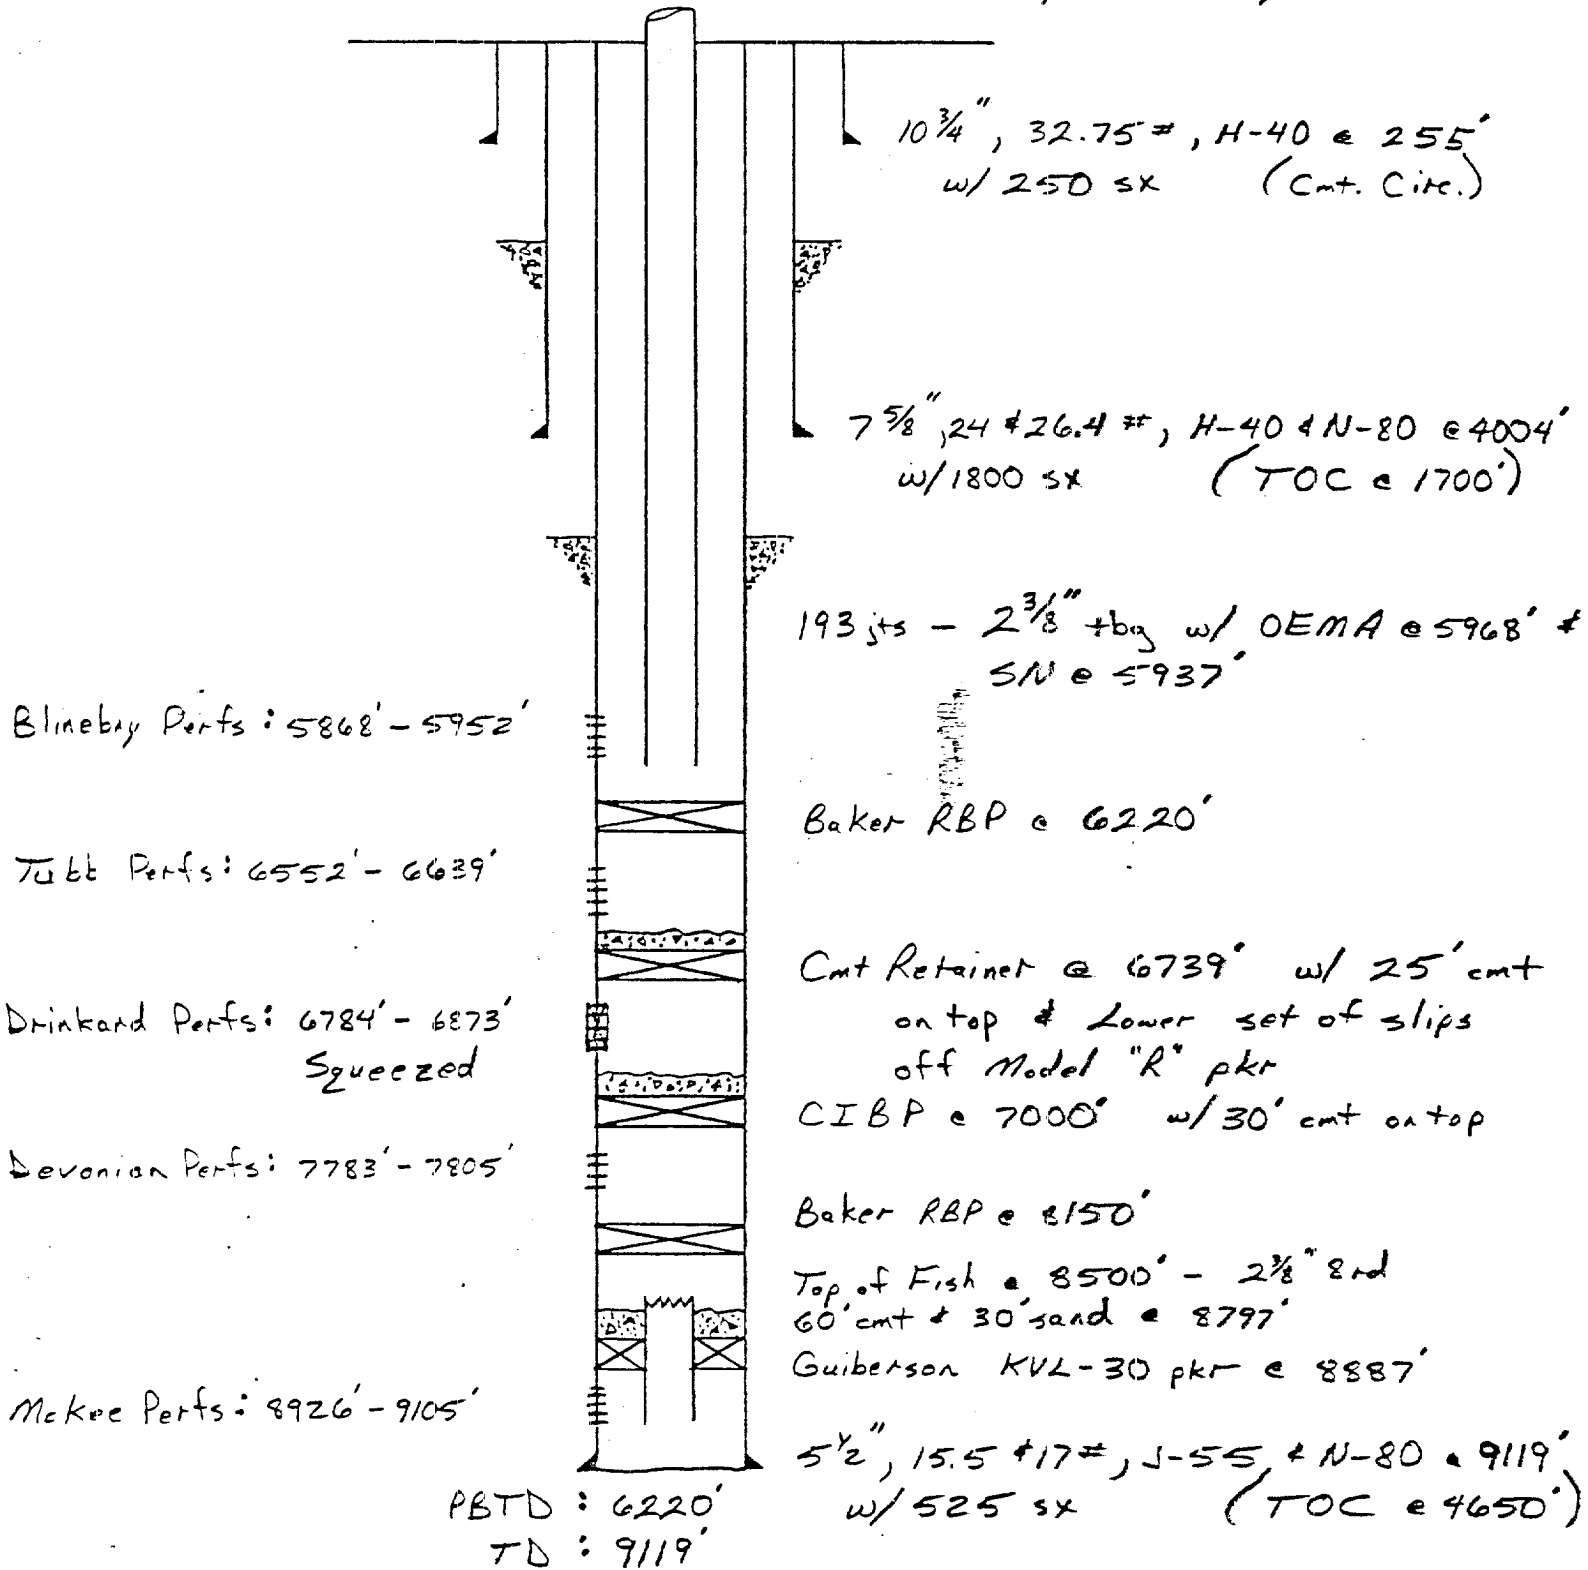 10 3/4", 32.75 #, H-40 @ 255'
w/ 250 sx (Cmt. Circ.)
7 5/8", 24 & 26.4 #, H-40 & N-80 @ 4004'
w/ 1800 sx (TOC @ 1700')
193 jts - 2 3/8" tbg w/ OEMA @ 5968' &
SN @ 5937'
Blinebry Perfs: 5868' - 5952'
Baker RBP @ 6220'
Tubb Perfs: 6552' - 6639'
Cmt Retainer @ 6739' w/ 25' cmt
on top & Lower set of slips
off Model "R" pkr
Drinkard Perfs: 6784' - 6873'
Squeezed
CIBP @ 7000' w/ 30' cmt on top
Devonian Perfs: 7783' - 7805'
Baker RBP @ 8150'
Top of Fish @ 8500' - 2 3/8" 8rd
60' cmt & 30' sand @ 8797'
Guiberson KVL-30 pkr @ 8887'
McKee Perfs: 8926' - 9105'
5 1/2", 15.5 & 17 #, J-55 & N-80 @ 9119'
w/ 525 sx (TOC @ 4650')
PBTD : 6220'
TD : 9119'